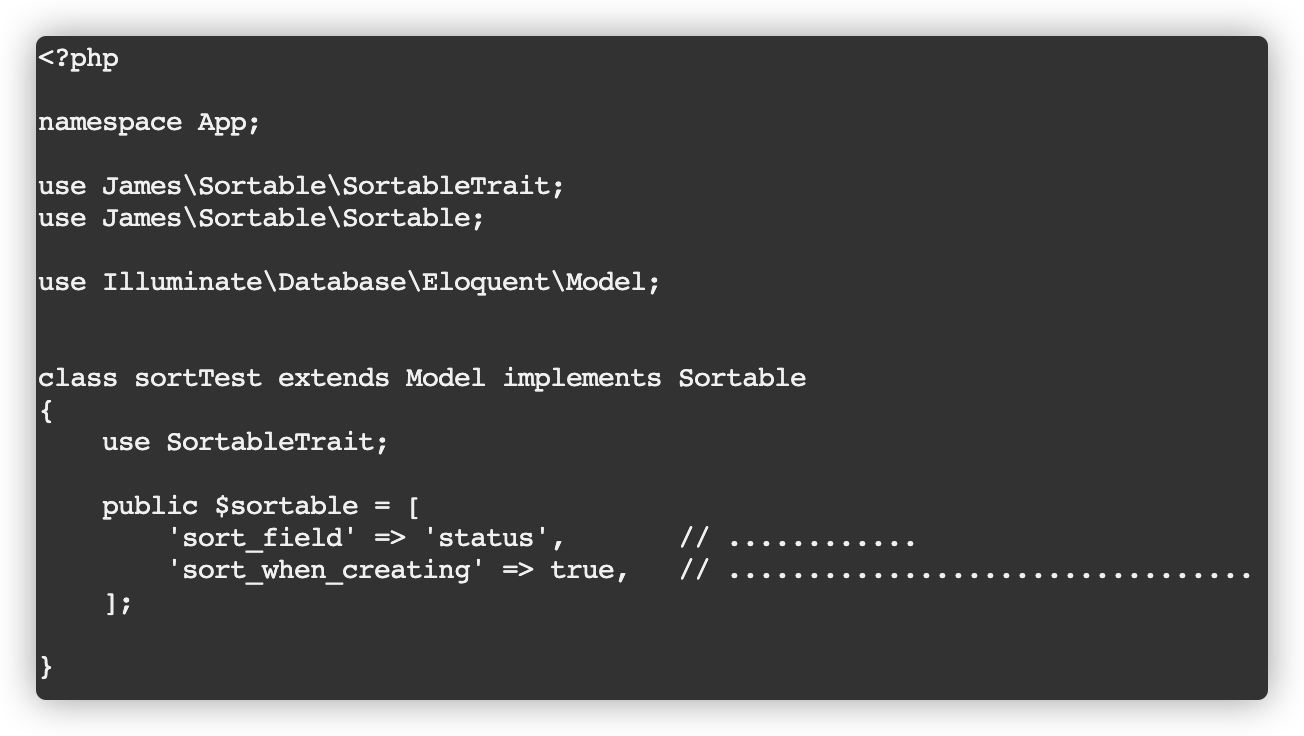 <?php
namespace App;
use James\Sortable\SortableTrait;
use James\Sortable\Sortable;
use Illuminate\Database\Eloquent\Model;
class sortTest extends Model implements Sortable
{
    use SortableTrait;
    public $sortable = [
        'sort_field' => 'status',       // ............
        'sort_when_creating' => true,   // .................................
    ];
}